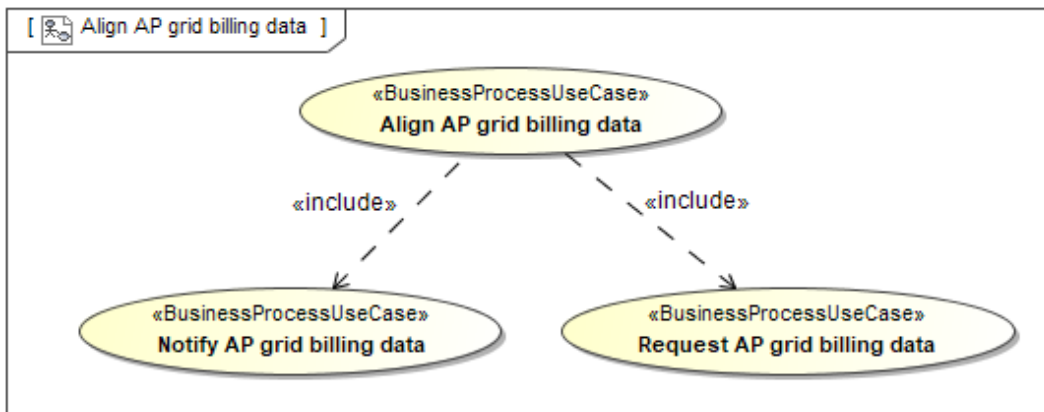 [ Align AP grid billing data ]
«BusinessProcessUseCase»
Align AP grid billing data
«include»
«include»
«BusinessProcessUseCase»
Notify AP grid billing data
«BusinessProcessUseCase»
Request AP grid billing data